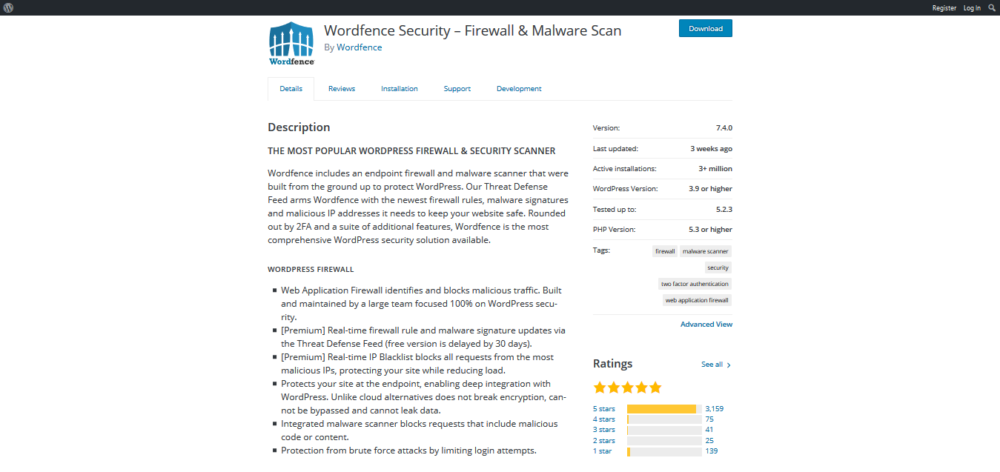 Register Log In
Wordfence
Wordfence Security – Firewall & Malware Scan
By Wordfence
Download
Details Reviews Installation Support Development
Description
THE MOST POPULAR WORDPRESS FIREWALL & SECURITY SCANNER
Wordfence includes an endpoint firewall and malware scanner that were
built from the ground up to protect WordPress. Our Threat Defense
Feed arms Wordfence with the newest firewall rules, malware signatures
and malicious IP addresses it needs to keep your website safe. Rounded
out by 2FA and a suite of additional features, Wordfence is the most
comprehensive WordPress security solution available.
WORDPRESS FIREWALL
Web Application Firewall identifies and blocks malicious traffic. Built
and maintained by a large team focused 100% on WordPress secu-
rity.
[Premium] Real-time firewall rule and malware signature updates via
the Threat Defense Feed (free version is delayed by 30 days).
[Premium] Real-time IP Blacklist blocks all requests from the most
malicious IPs, protecting your site while reducing load.
Protects your site at the endpoint, enabling deep integration with
WordPress. Unlike cloud alternatives does not break encryption, can-
not be bypassed and cannot leak data.
Integrated malware scanner blocks requests that include malicious
code or content.
Protection from brute force attacks by limiting login attempts.
Version: 7.4.0
Last updated: 3 weeks ago
Active installations: 3+ million
WordPress Version: 3.9 or higher
Tested up to: 5.2.3
PHP Version: 5.3 or higher
Tags: firewall malware scanner
security
two factor authentication
web application firewall
Advanced View
Ratings See all
5 stars 3,159
4 stars 75
3 stars 41
2 stars 25
1 star 139